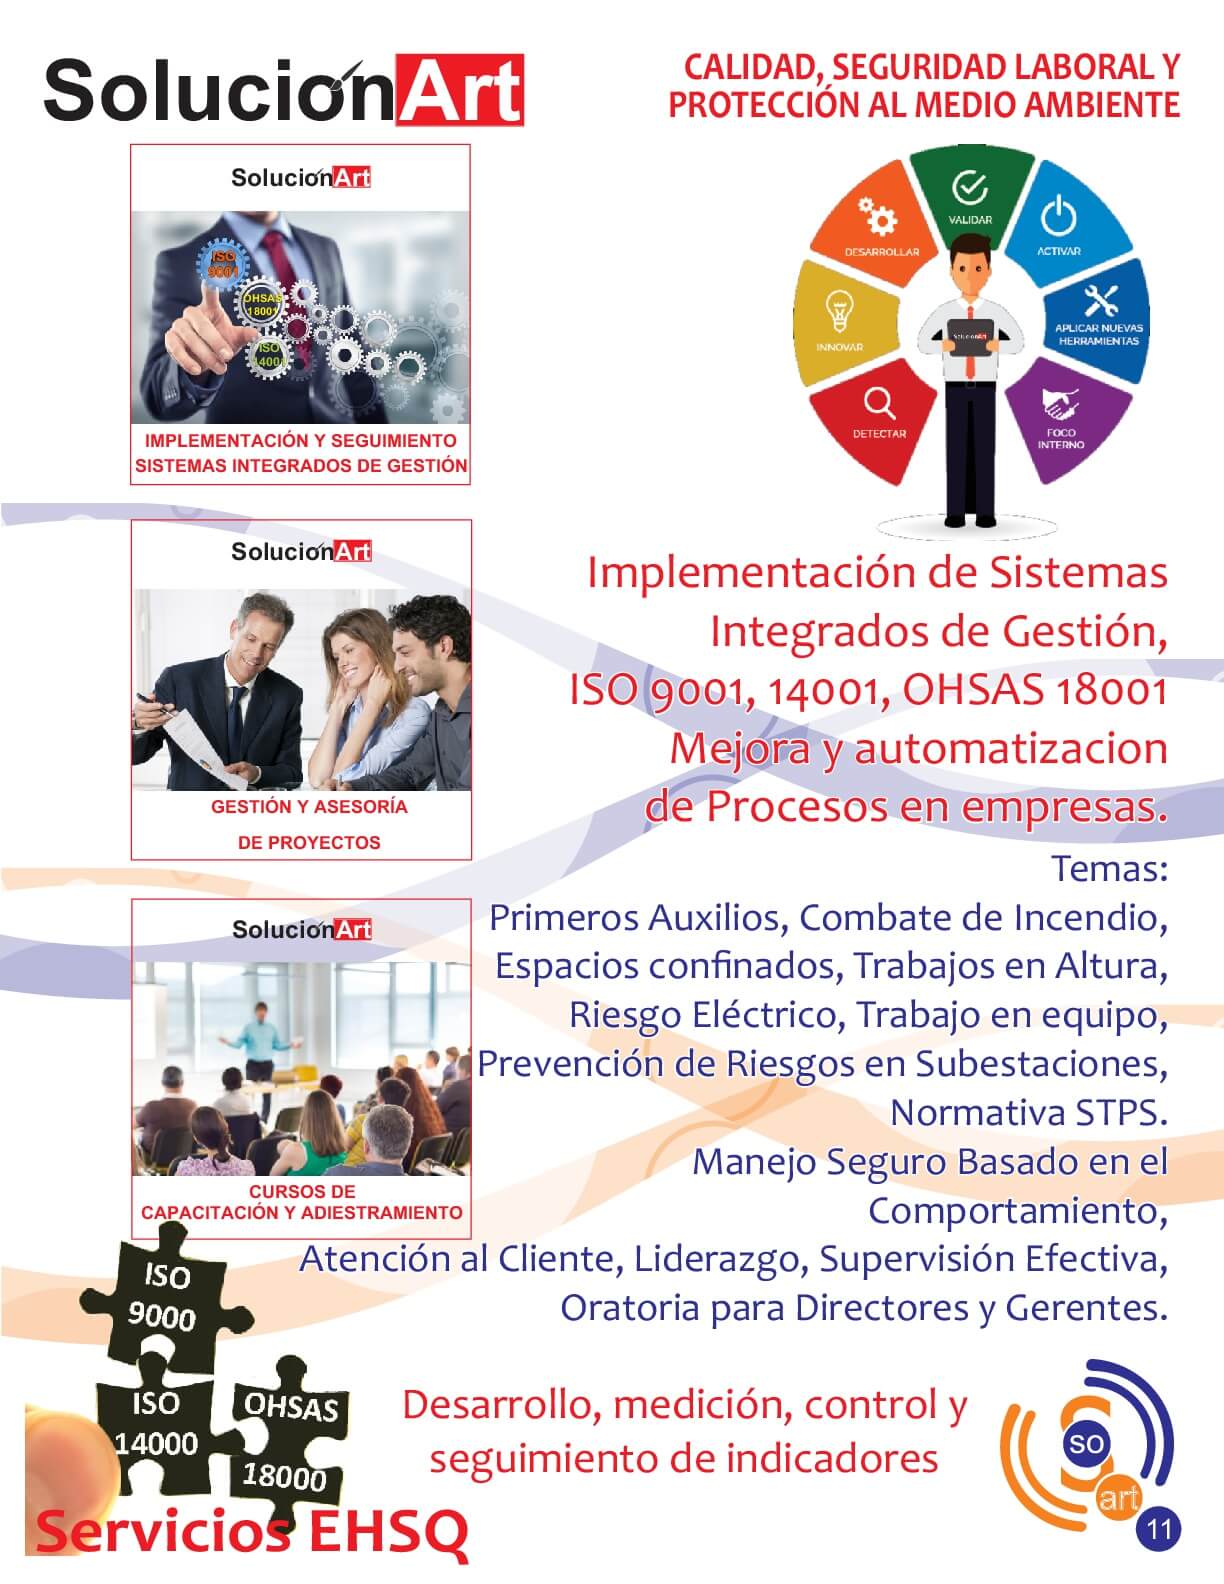 SolucionArt
CALIDAD, SEGURIDAD LABORAL Y
PROTECCIÓN AL MEDIO AMBIENTE
SolucionArt
ISO
9001
OHSAS
18001
ISO
14001
IMPLEMENTACIÓN Y SEGUIMIENTO
SISTEMAS INTEGRADOS DE GESTIÓN
DETECTAR
INNOVAR
DESARROLLAR
VALIDAR
ACTIVAR
APLICAR NUEVAS
HERRAMIENTAS
FOCO
INTERNO
SolucionArt
SolucionArt
GESTIÓN Y ASESORÍA
DE PROYECTOS
Implementación de Sistemas
Integrados de Gestión,
ISO 9001, 14001, OHSAS 18001
Mejora y automatizacion
de Procesos en empresas.
SolucionArt
CURSOS DE
CAPACITACIÓN Y ADIESTRAMIENTO
Temas:
Primeros Auxilios, Combate de Incendio,
Espacios confinados, Trabajos en Altura,
Riesgo Eléctrico, Trabajo en equipo,
Prevención de Riesgos en Subestaciones,
Normativa STPS.
Manejo Seguro Basado en el
Comportamiento,
Atención al Cliente, Liderazgo, Supervisión Efectiva,
Oratoria para Directores y Gerentes.
ISO
9000
ISO
14000
OHSAS
18000
Desarrollo, medición, control y
seguimiento de indicadores
Servicios EHSQ
S
so
art
11